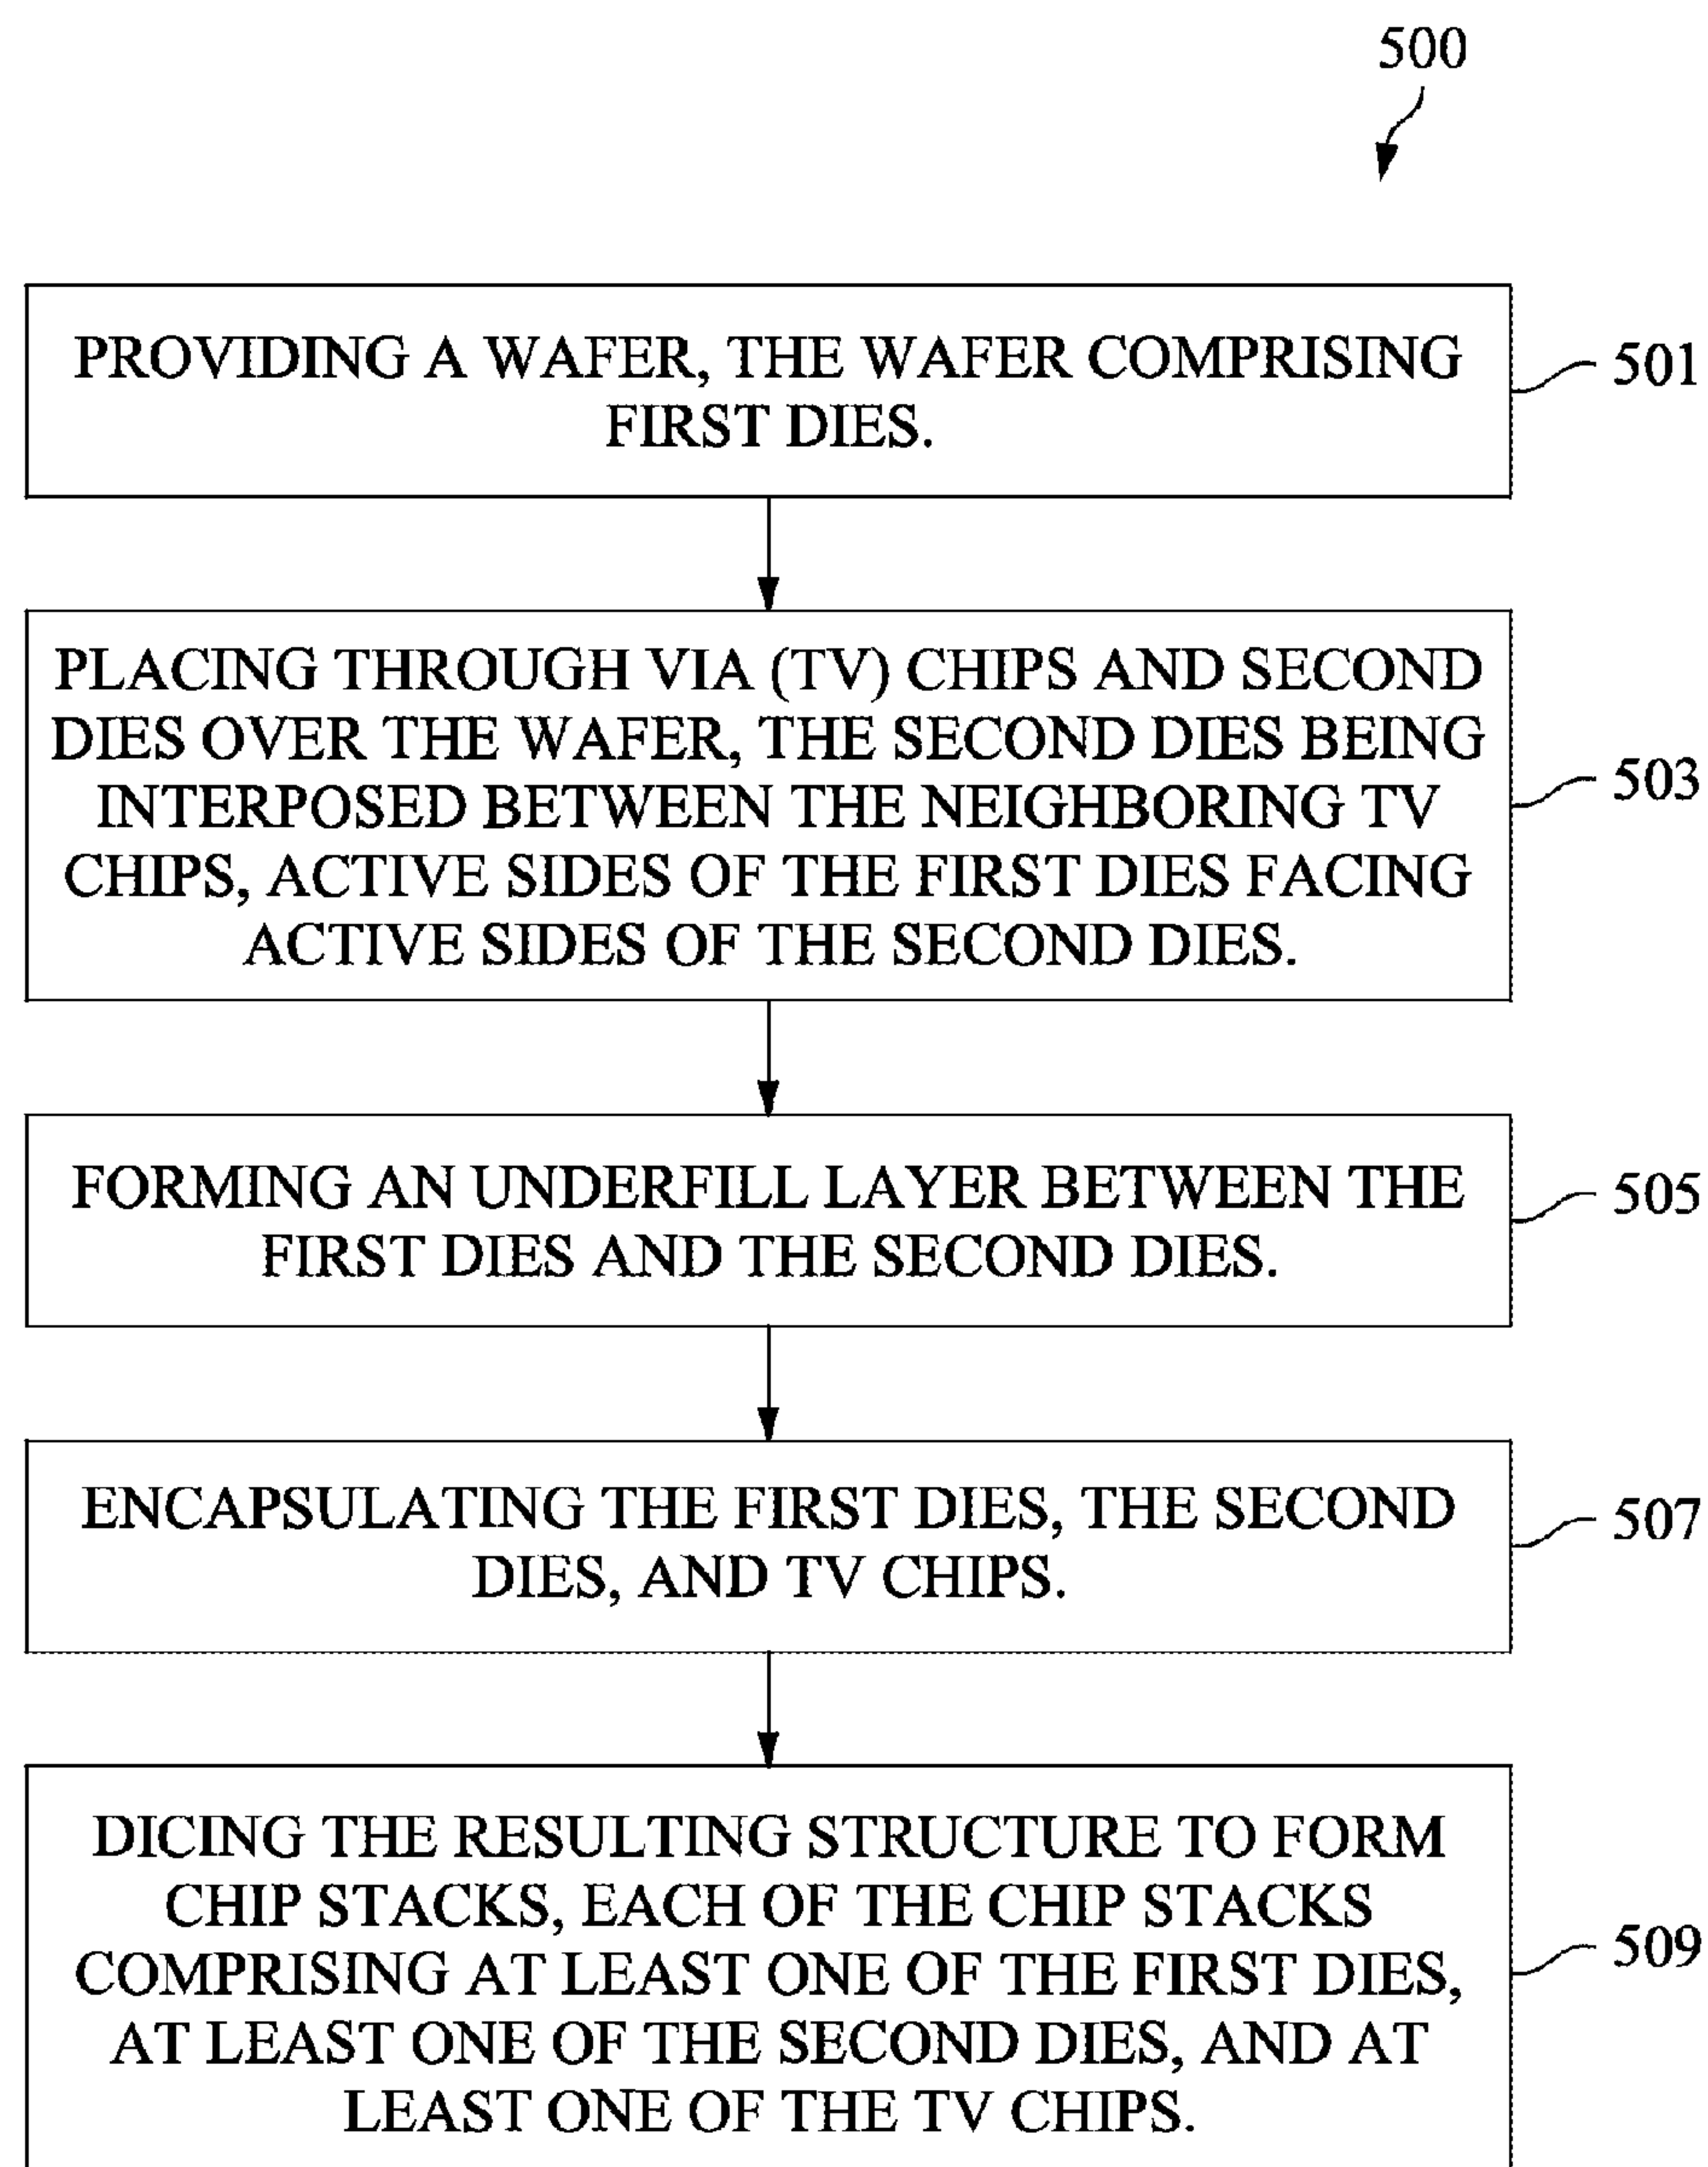 500
PROVIDING A WAFER, THE WAFER COMPRISING
FIRST DIES.
501
PLACING THROUGH VIA (TV) CHIPS AND SECOND
DIES OVER THE WAFER, THE SECOND DIES BEING
INTERPOSED BETWEEN THE NEIGHBORING TV
CHIPS, ACTIVE SIDES OF THE FIRST DIES FACING
ACTIVE SIDES OF THE SECOND DIES.
503
FORMING AN UNDERFILL LAYER BETWEEN THE
FIRST DIES AND THE SECOND DIES.
505
ENCAPSULATING THE FIRST DIES, THE SECOND
DIES, AND TV CHIPS.
507
DICING THE RESULTING STRUCTURE TO FORM
CHIP STACKS, EACH OF THE CHIP STACKS
COMPRISING AT LEAST ONE OF THE FIRST DIES,
AT LEAST ONE OF THE SECOND DIES, AND AT
LEAST ONE OF THE TV CHIPS.
509